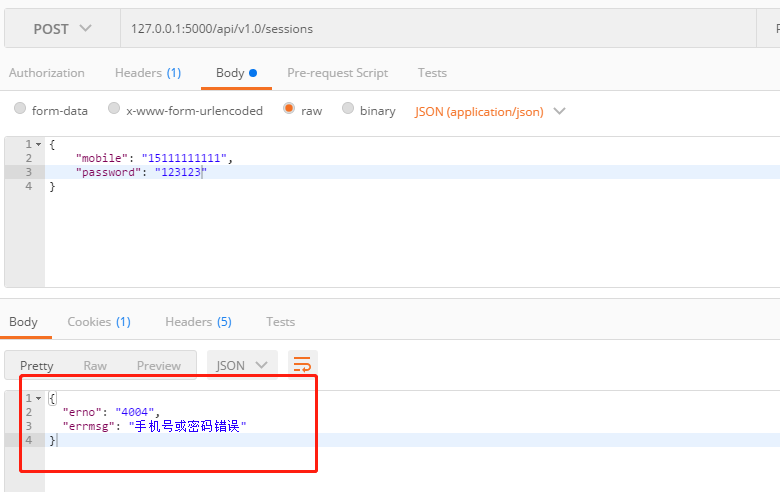 POST 127.0.0.1:5000/api/v1.0/sessions
Authorization Headers (1) Body Pre-request Script Tests
form-data x-www-form-urlencoded raw binary JSON (application/json)
1 {
2 "mobile": "15111111111",
3 "password": "123123"
4 }
Body Cookies (1) Headers (5) Tests
Pretty Raw Preview JSON
1 {
2 "erno": "4004",
3 "errmsg": "手机号或密码错误"
4 }